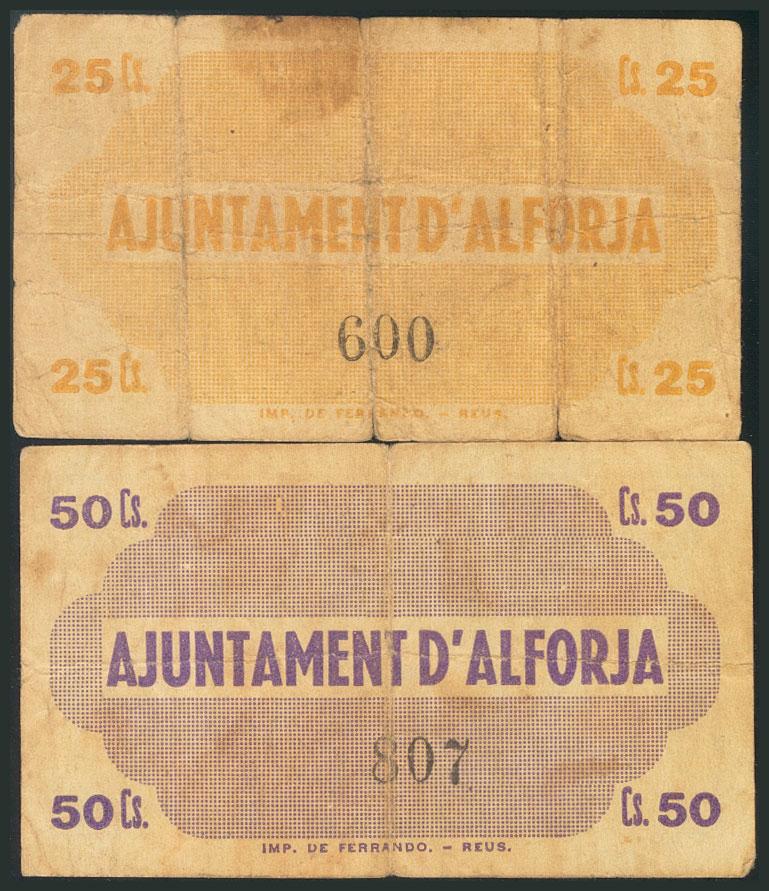 25 Cs. Cs. 25
AJUNTAMENT D'ALFORJA
600
25 Cs. Cs. 25
IMP. DE FERRANDO. - REUS.
50 Cs. Cs. 50
AJUNTAMENT D'ALFORJA
807
50 Cs. Cs. 50
IMP. DE FERRANDO. - REUS.